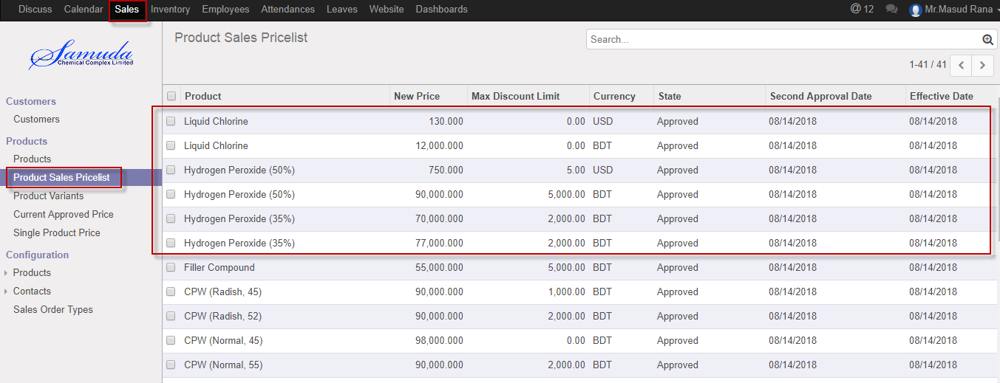 Discuss Calendar Sales Inventory Employees Attendances Leaves Website Dashboards @ 12 Mr.Masud Rana
Samuda
Chemical Complex Limited
Customers
Customers
Products
Products
Product Sales Pricelist
Product Variants
Current Approved Price
Single Product Price
Configuration
Products
Contacts
Sales Order Types
Product Sales Pricelist
Search...
1-41 / 41
Product New Price Max Discount Limit Currency State Second Approval Date Effective Date
Liquid Chlorine 130.000 0.00 USD Approved 08/14/2018 08/14/2018
Liquid Chlorine 12,000.000 0.00 BDT Approved 08/14/2018 08/14/2018
Hydrogen Peroxide (50%) 750.000 5.00 USD Approved 08/14/2018 08/14/2018
Hydrogen Peroxide (50%) 90,000.000 5,000.00 BDT Approved 08/14/2018 08/14/2018
Hydrogen Peroxide (35%) 70,000.000 2,000.00 BDT Approved 08/14/2018 08/14/2018
Hydrogen Peroxide (35%) 77,000.000 2,000.00 BDT Approved 08/14/2018 08/14/2018
Filler Compound 55,000.000 5,000.00 BDT Approved 08/14/2018 08/14/2018
CPW (Radish, 45) 90,000.000 1,000.00 BDT Approved 08/14/2018 08/14/2018
CPW (Radish, 52) 90,000.000 2,000.00 BDT Approved 08/14/2018 08/14/2018
CPW (Normal, 45) 98,000.000 0.00 BDT Approved 08/14/2018 08/14/2018
CPW (Normal, 55) 90,000.000 2,000.00 BDT Approved 08/14/2018 08/14/2018